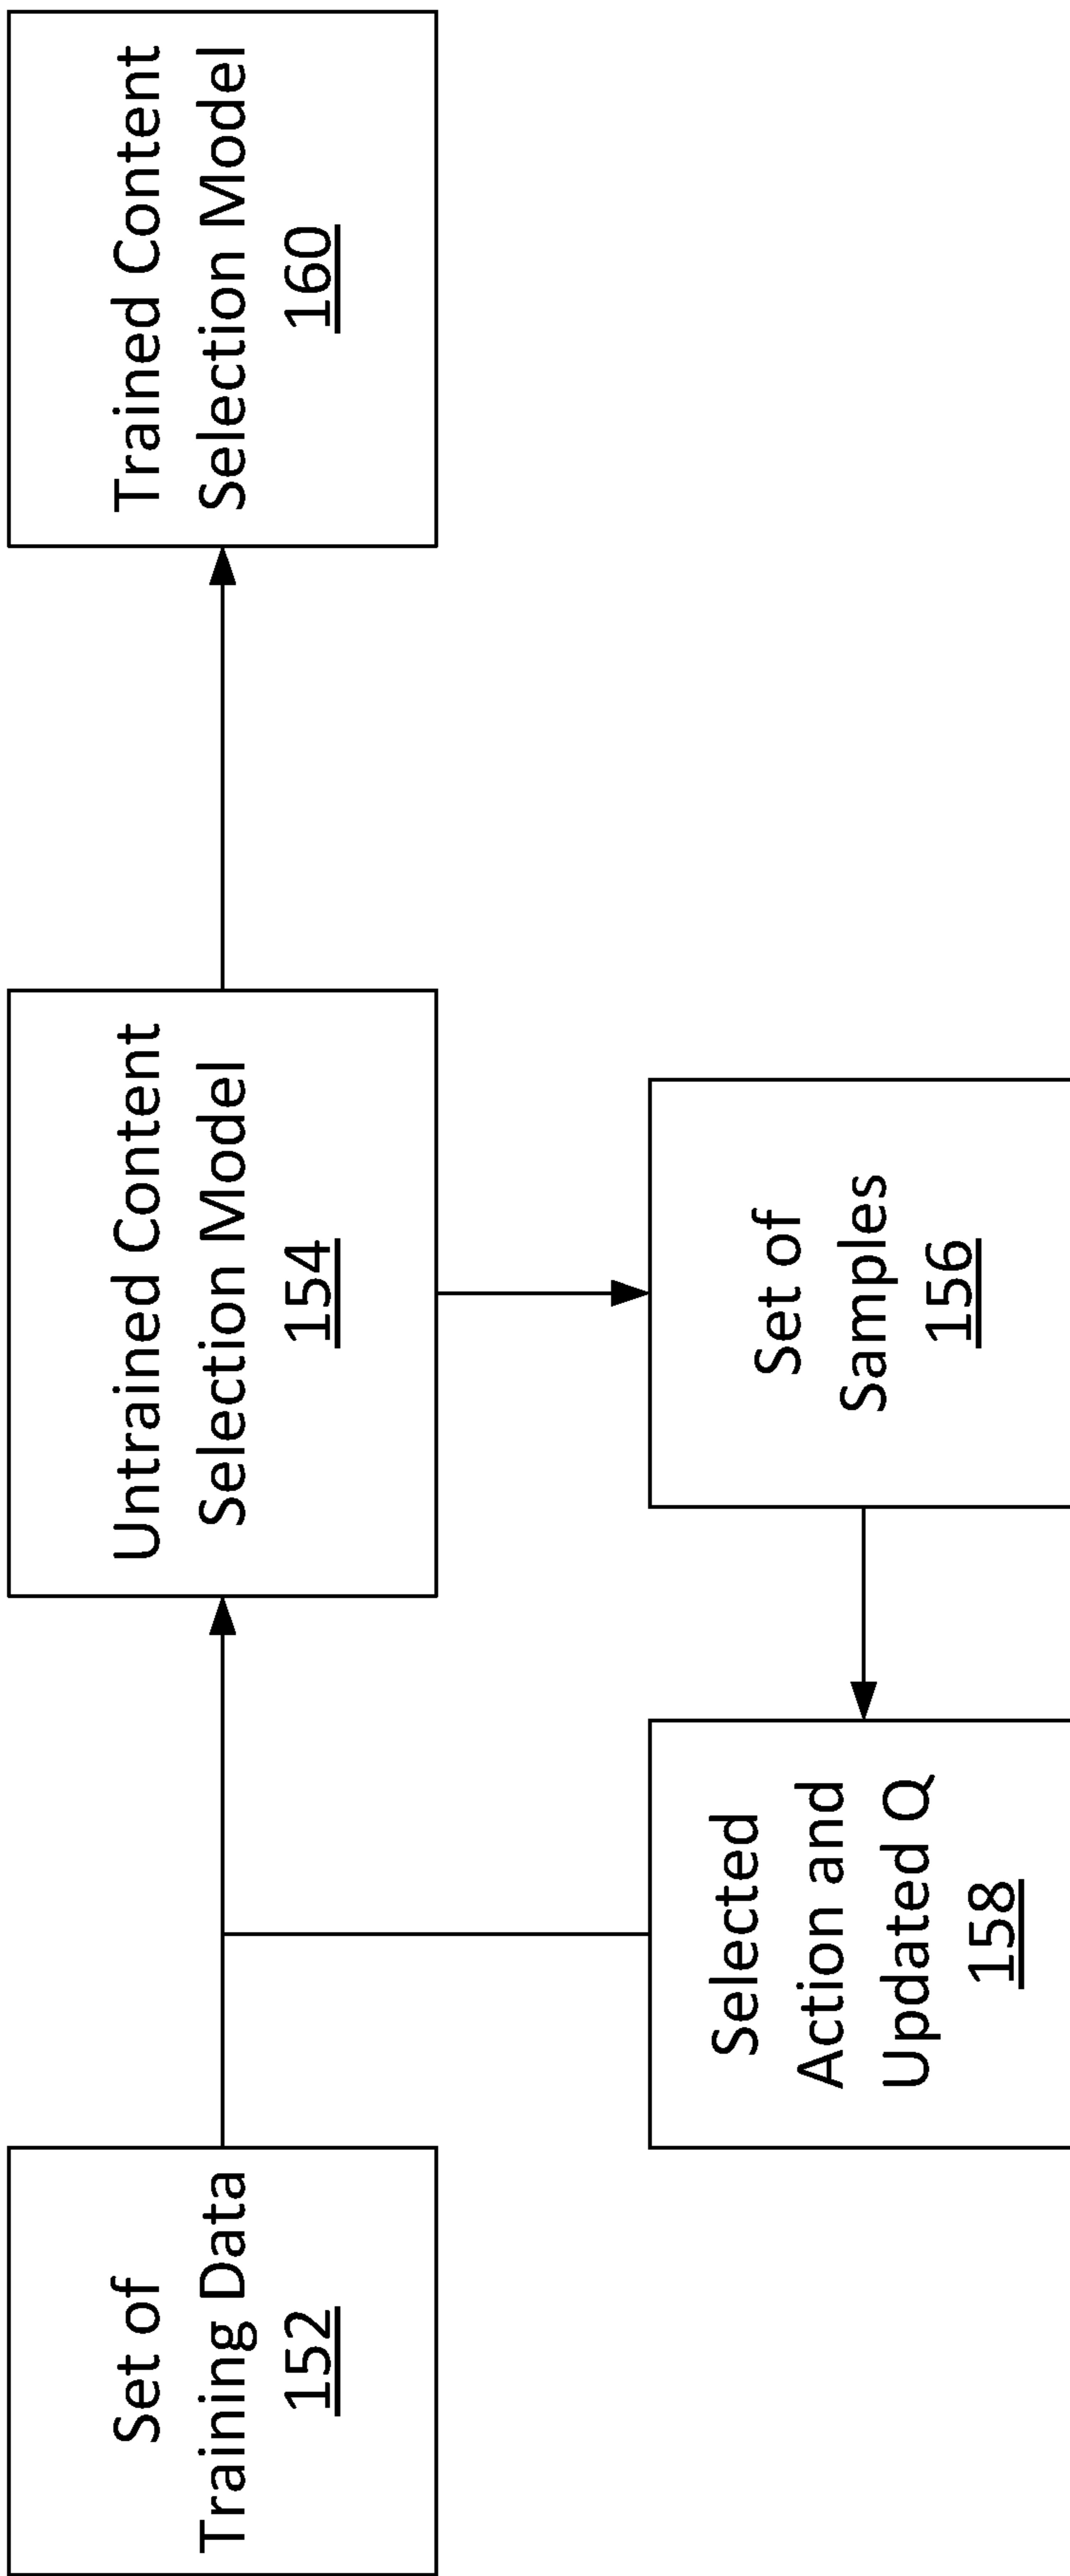 Set of
Training Data
152
Untrained Content
Selection Model
154
Trained Content
Selection Model
160
Selected
Action and
Updated Q
158
Set of
Samples
156